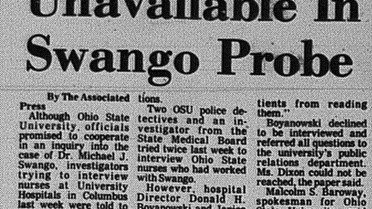 Unavailable In
Swango Probe
By The Associated
Press
Although Ohio State
University, officials
promised to cooperate
in an inquiry into the
case of Dr. Michael J.
Swango, investigators
trying to interview
nurses at University
Hospitals in Columbus
last week were told to
tions.
Two OSU police de-
tectives and an in-
vestigator from the
State Medical Board
tried twice last week to
interview Ohio State
nurses who had worked
with Swango.
However, hospital
Director Donald H.
Boyanowski and
tients from reading
them."
Boyanowski declined
to be interviewed and
referred all questions to
the university's public
relations department.
Ms. Dixon could not be
reached, the paper said.
Malcolm S. Baroway,
spokesman for Ohio